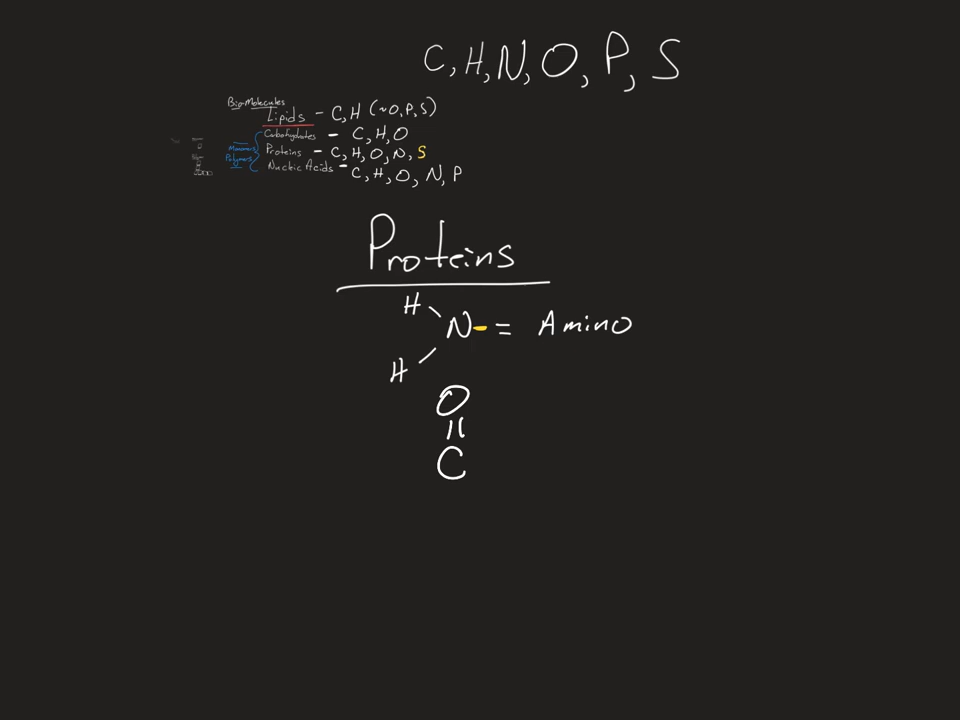 C, H, N, O, P, S
Bio-Molecules
Lipids - C, H (~O, P, S)
Carbohydrates - C, H, O
Monomers
Proteins - C, H, O, N, S
Polymers
Nucleic Acids - C, H, O, N, P
Proteins
H
N- = Amino
H
O
C